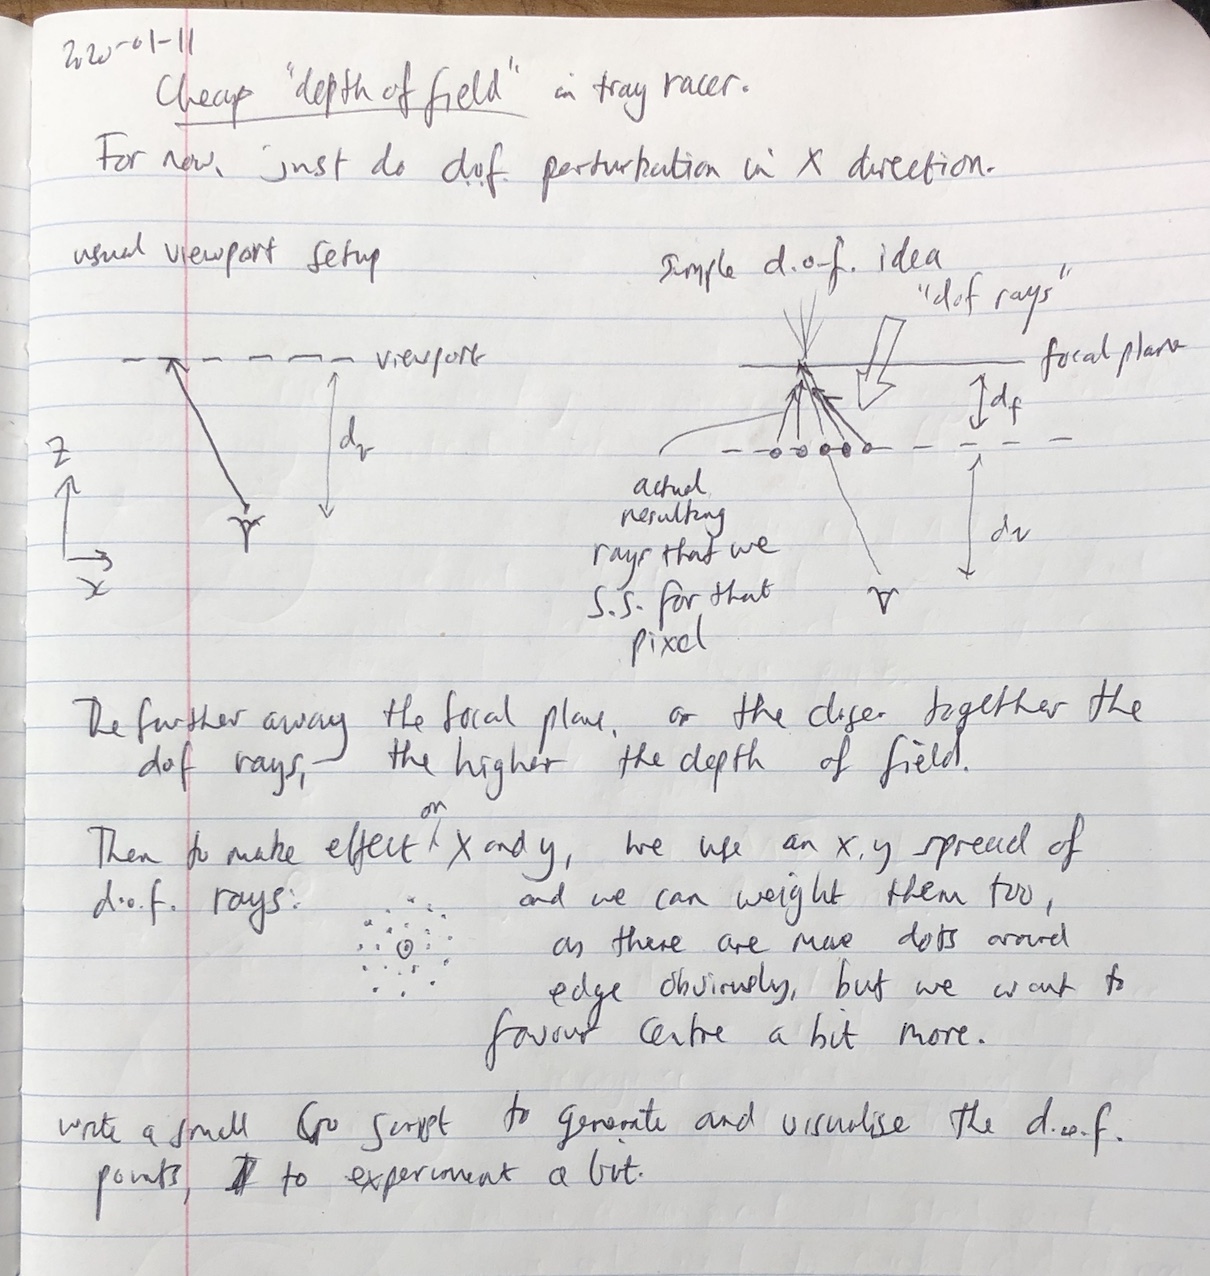 2020-01-11
Cheap "depth of field" in tray racer.
For now, just do dof perturbation in X direction.
usual viewport setup
viewport
dv
z
x
Simple d.o.f. idea
"dof rays"
focal plane
df
dv
actual
resulting
rays that we
s.s. for that
pixel
The further away the focal plane, or the closer together the
dof rays, the higher the depth of field.
Then to make effect on X and y, we use an x,y spread of
d.o.f. rays:
and we can weight them too,
as there are more dots around
edge obviously, but we want to
favour centre a bit more.
write a small Go script to generate and visualise the d.o.f.
points, to experiment a bit.